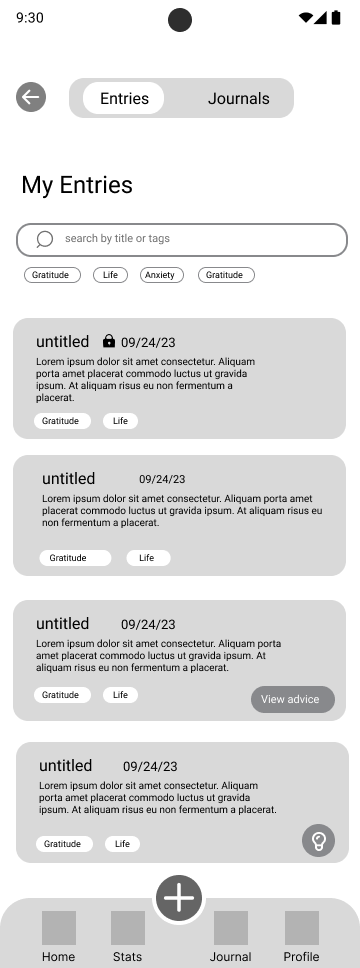 9:30
Entries
Journals
My Entries
search by title or tags
Gratitude
Life
Anxiety
Gratitude
untitled 09/24/23
Lorem ipsum dolor sit amet consectetur. Aliquam
porta amet placerat commodo ut gravida
ipsum. At aliquam risus eu non fermentum a
placerat.
Gratitude
Life
untitled 09/24/23
Lorem ipsum dolor sit amet consectetur. Aliquam porta amet
placerat commodo ut gravida ipsum. At aliquam risus eu
non fermentum a placerat.
Gratitude
Life
untitled 09/24/23
Lorem ipsum dolor sit amet consectetur. Aliquam porta
amet placerat commodo ut gravida ipsum. At
aliquam risus eu non fermentum a placerat.
Gratitude
Life
View advice
untitled 09/24/23
Lorem ipsum dolor sit amet consectetur. Aliquam
porta amet placerat commodo ut gravida
ipsum. At aliquam risus eu non fermentum a placerat.
Gratitude
Life
Home
Stats
Journal
Profile